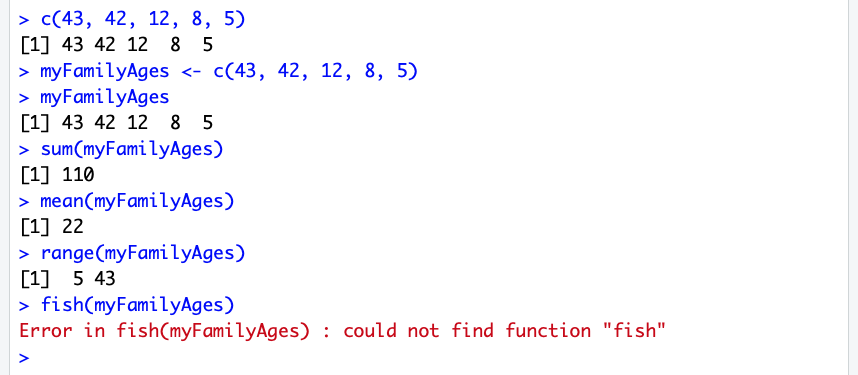 > c(43, 42, 12, 8, 5)
[1] 43 42 12  8  5
> myFamilyAges <- c(43, 42, 12, 8, 5)
> myFamilyAges
[1] 43 42 12  8  5
> sum(myFamilyAges)
[1] 110
> mean(myFamilyAges)
[1] 22
> range(myFamilyAges)
[1]  5 43
> fish(myFamilyAges)
Error in fish(myFamilyAges) : could not find function "fish"
>